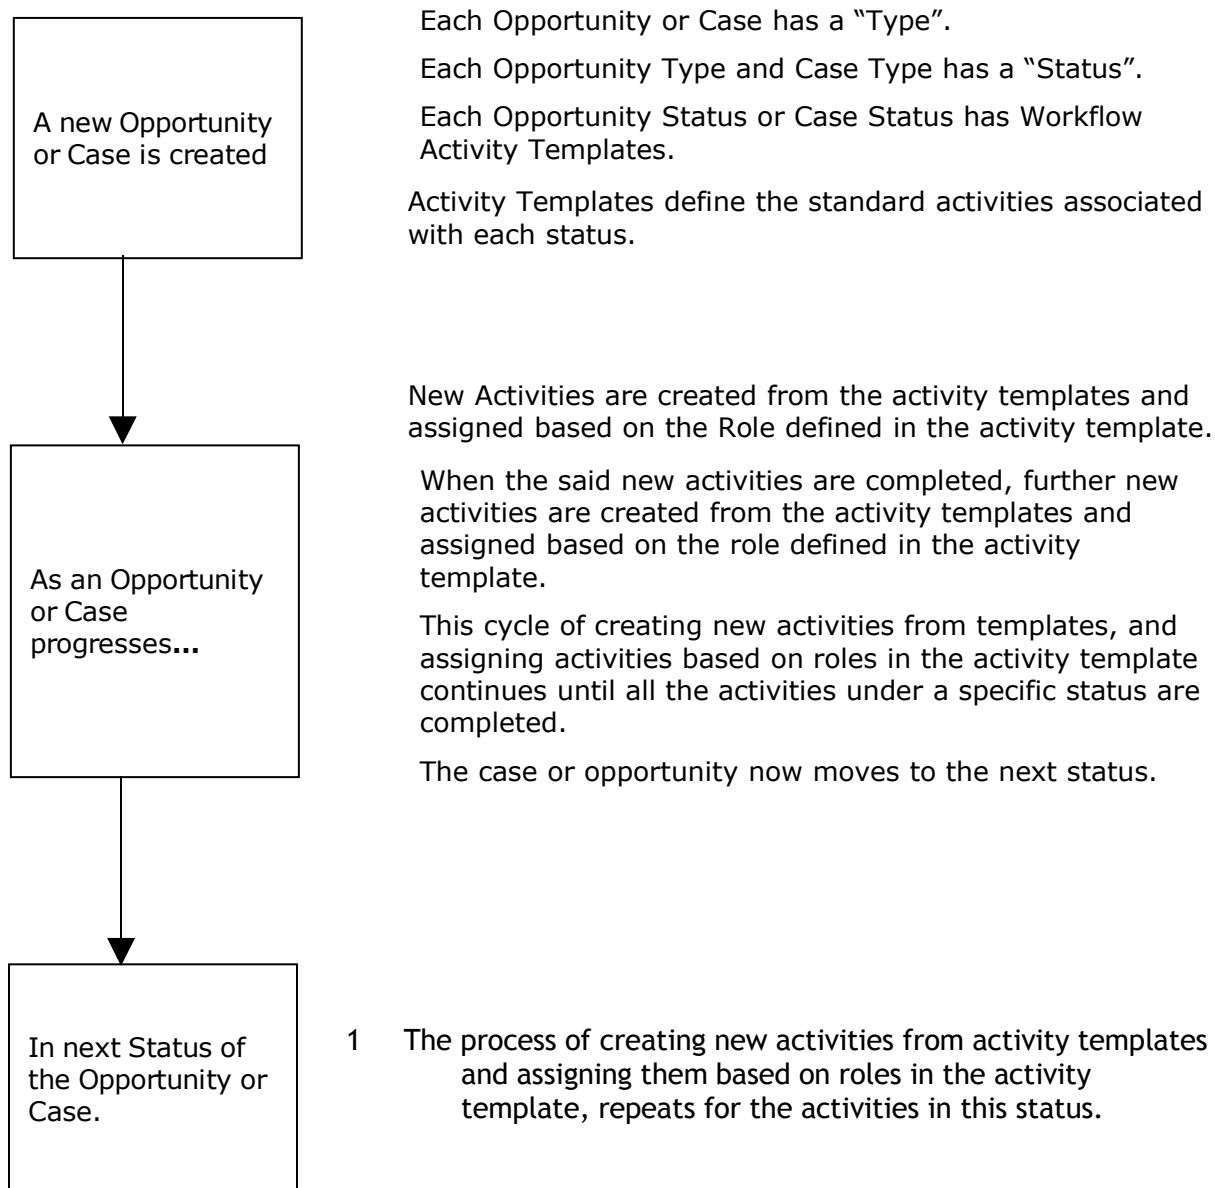 Each Opportunity or Case has a “Type”.
Each Opportunity Type and Case Type has a “Status”.
Each Opportunity Status or Case Status has Workflow
Activity Templates.
Activity Templates define the standard activities associated
with each status.
A new Opportunity
or Case is created
New Activities are created from the activity templates and
assigned based on the Role defined in the activity template.
When the said new activities are completed, further new
activities are created from the activity templates and
assigned based on the role defined in the activity
template.
This cycle of creating new activities from templates, and
assigning activities based on roles in the activity template
continues until all the activities under a specific status are
completed.
The case or opportunity now moves to the next status.
As an Opportunity
or Case
progresses...
In next Status of
the Opportunity or
Case.
1 The process of creating new activities from activity templates
and assigning them based on roles in the activity
template, repeats for the activities in this status.